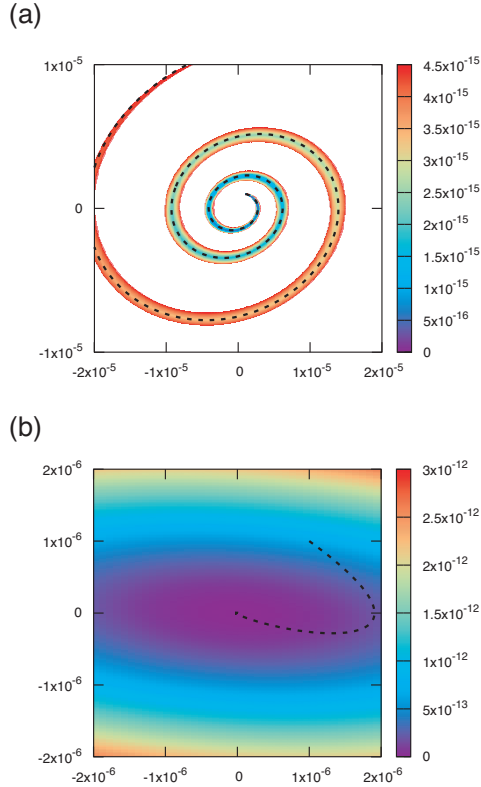 (a)
1x10⁻⁵
0
-1x10⁻⁵
-2x10⁻⁵ -1x10⁻⁵ 0 1x10⁻⁵ 2x10⁻⁵
4.5x10⁻¹⁵
4x10⁻¹⁵
3.5x10⁻¹⁵
3x10⁻¹⁵
2.5x10⁻¹⁵
2x10⁻¹⁵
1.5x10⁻¹⁵
1x10⁻¹⁵
5x10⁻¹⁶
0
(b)
2x10⁻⁶
1x10⁻⁶
0
-1x10⁻⁶
-2x10⁻⁶
-2x10⁻⁶ -1x10⁻⁶ 0 1x10⁻⁶ 2x10⁻⁶
3x10⁻¹²
2.5x10⁻¹²
2x10⁻¹²
1.5x10⁻¹²
1x10⁻¹²
5x10⁻¹³
0